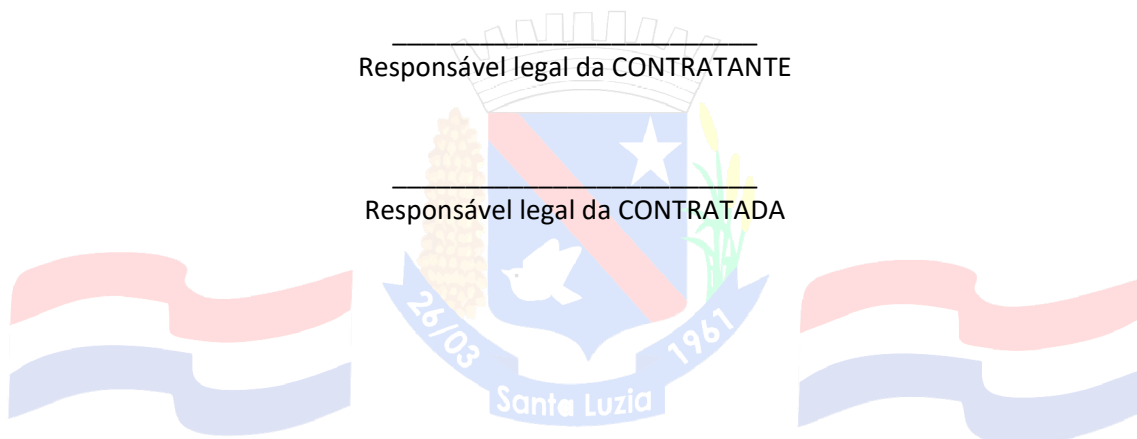 Responsável legal da CONTRATANTE
Responsável legal da CONTRATADA
26/03
1961
Santa Luzia